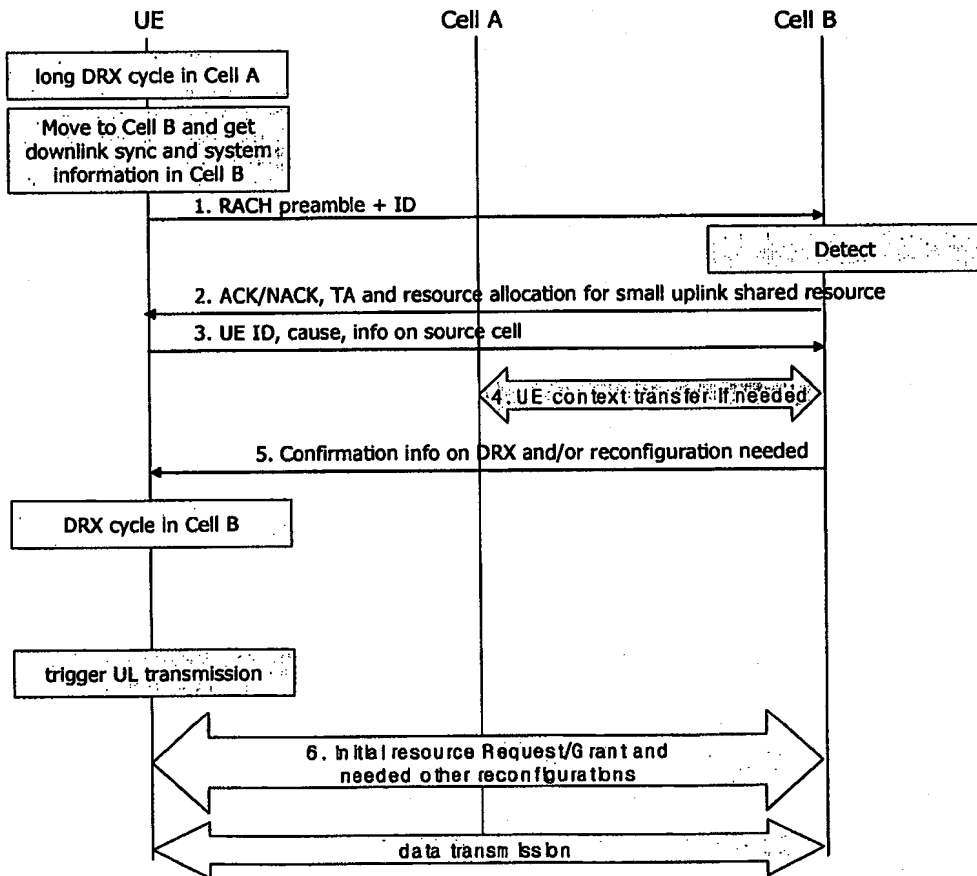 UE
Cell A
Cell B
long DRX cycle in Cell A
Move to Cell B and get
downlink sync and system
information in Cell B
1. RACH preamble + ID
Detect
2. ACK/NACK, TA and resource allocation for small uplink shared resource
3. UE ID, cause, info on source cell
4. UE context transfer if needed
5. Confirmation info on DRX and/or reconfiguration needed
DRX cycle in Cell B
trigger UL transmission
6. Initial resource Request/Grant and
needed other reconfigurations
data transmission